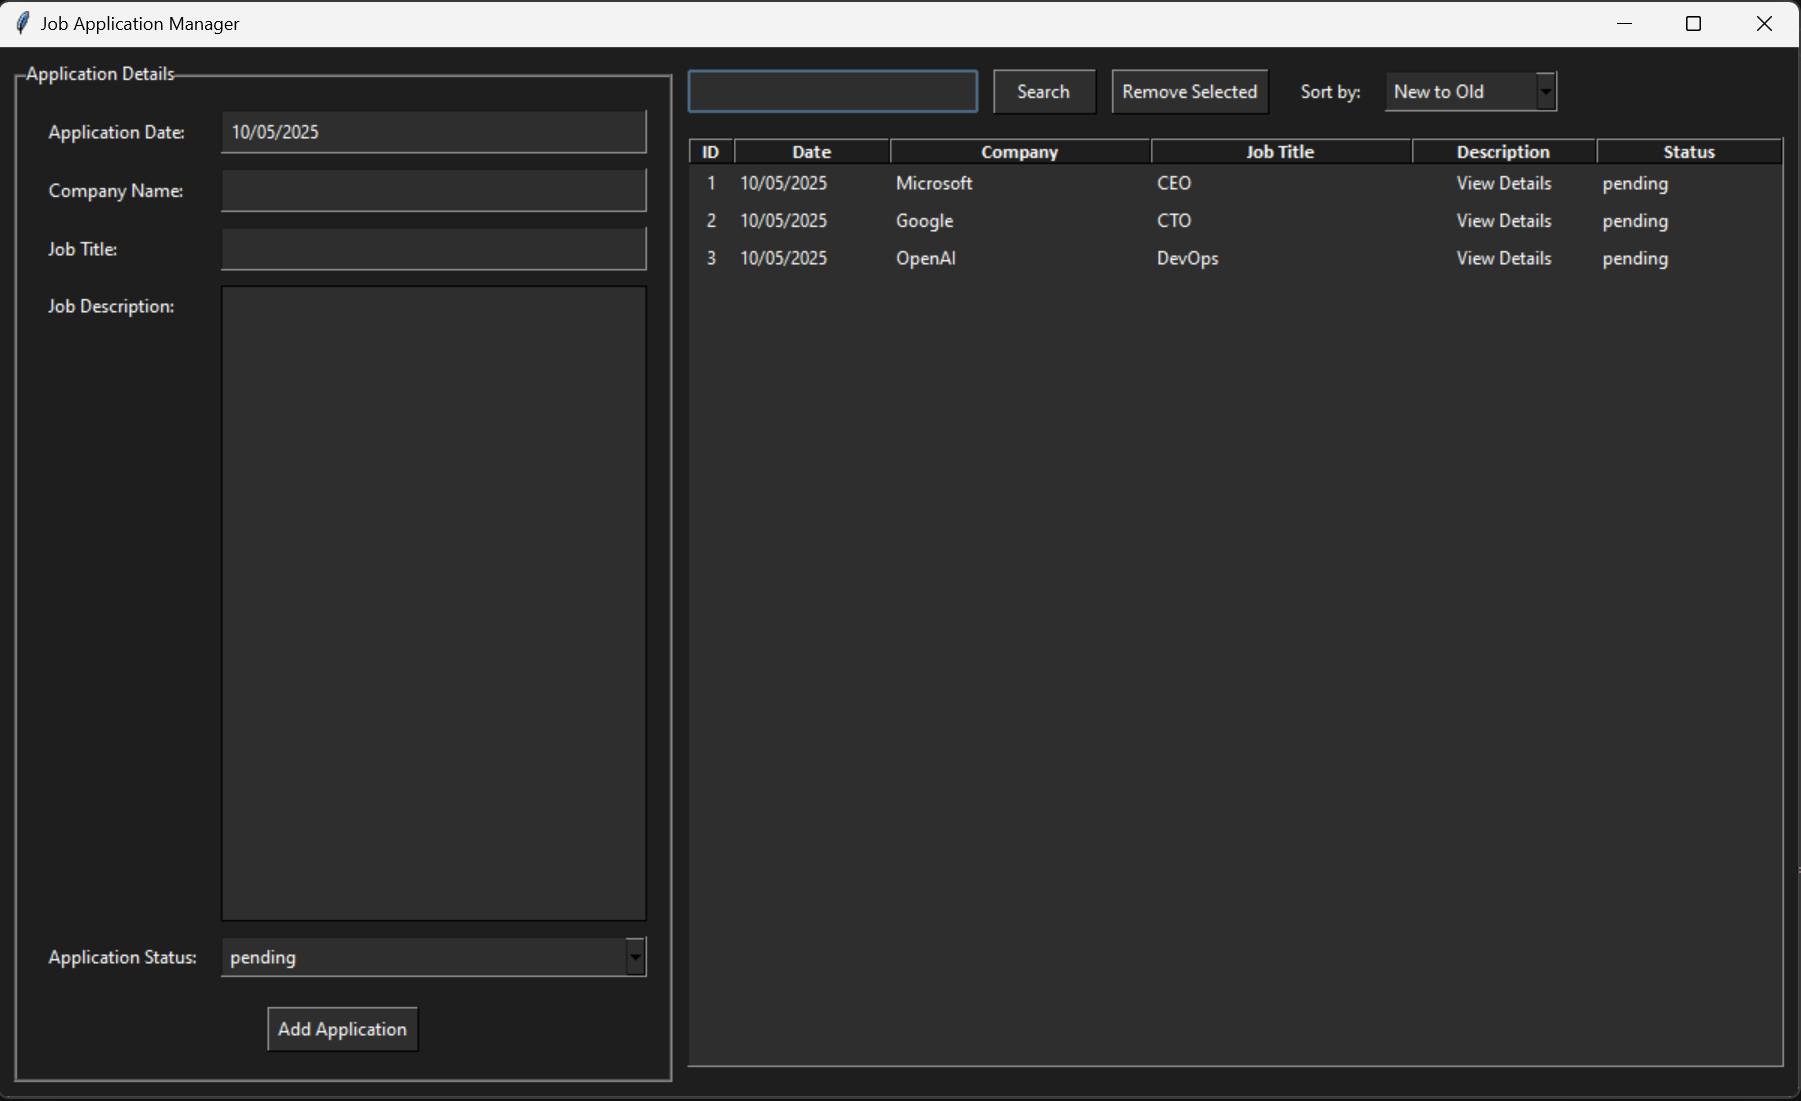 Job Application Manager
Application Details
Application Date: 10/05/2025
Company Name:
Job Title:
Job Description:
Application Status: pending
Add Application
Search Remove Selected Sort by: New to Old
ID Date Company Job Title Description Status
1 10/05/2025 Microsoft CEO View Details pending
2 10/05/2025 Google CTO View Details pending
3 10/05/2025 OpenAI DevOps View Details pending